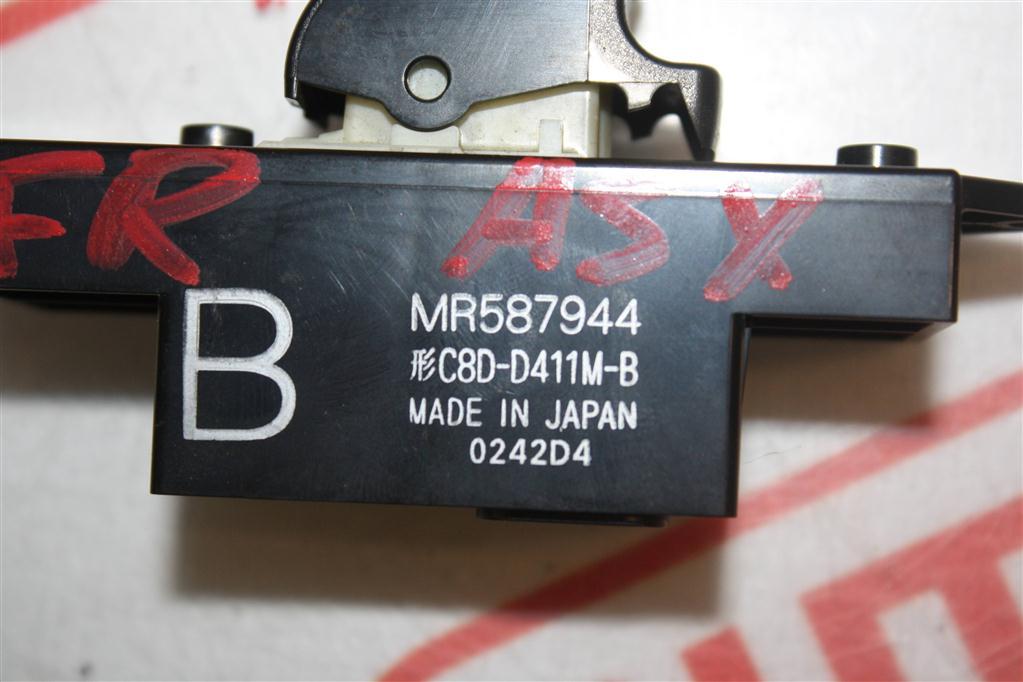 FR ASX
B
MR587944
形C8D-D411M-B
MADE IN JAPAN
0242D4